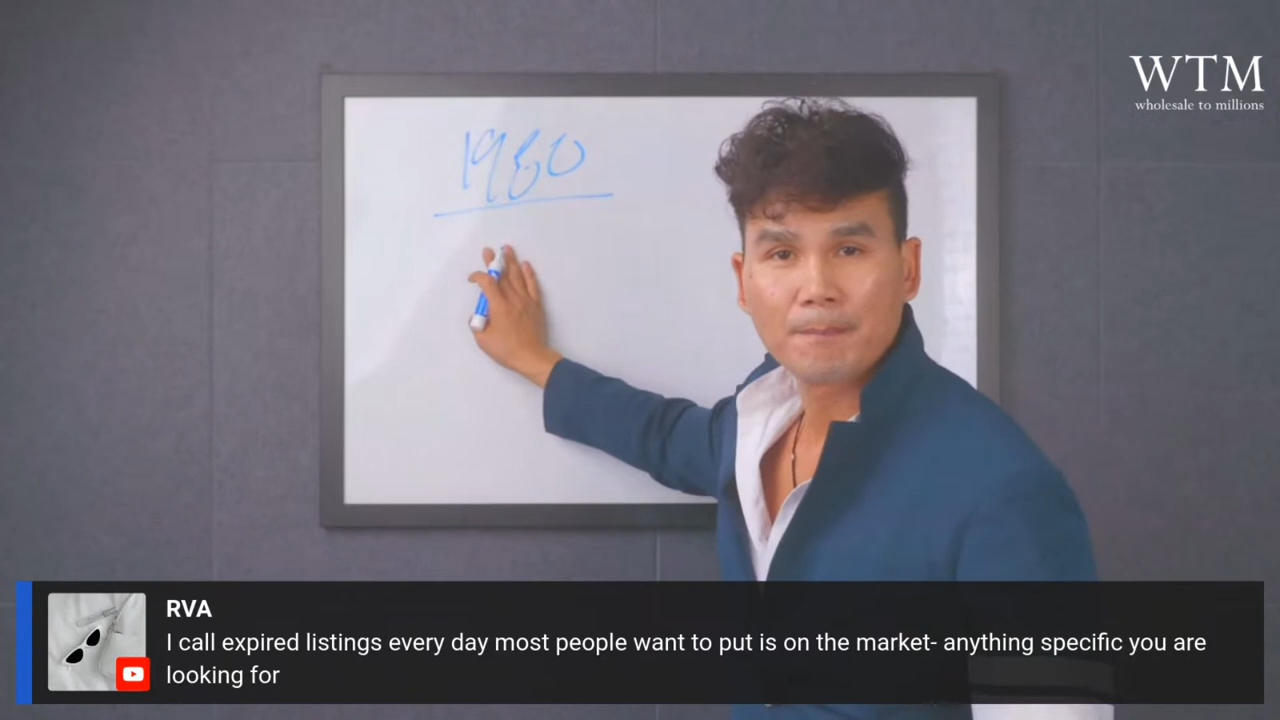 WTM
wholesale to millions
1980
RVA
I call expired listings every day most people want to put is on the market- anything specific you are
looking for